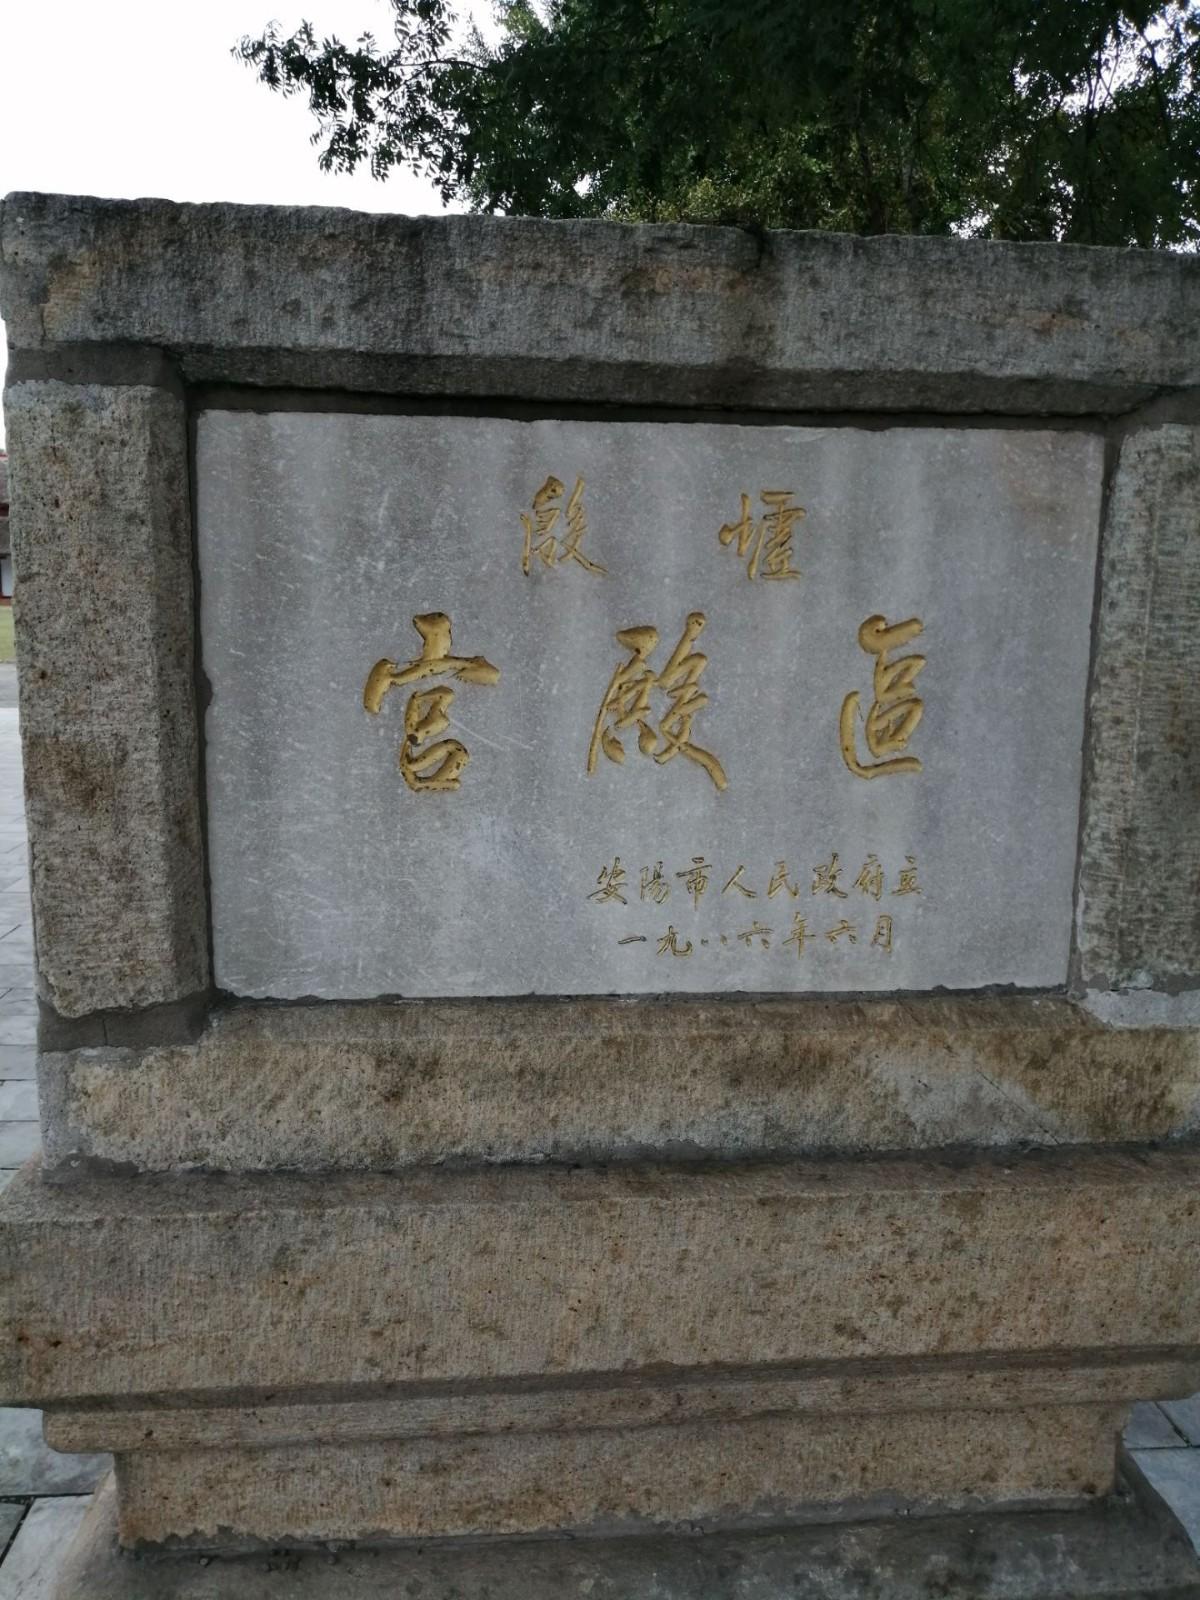 殷墟
宫殿區
安陽市人民政府立
一九八六年六月